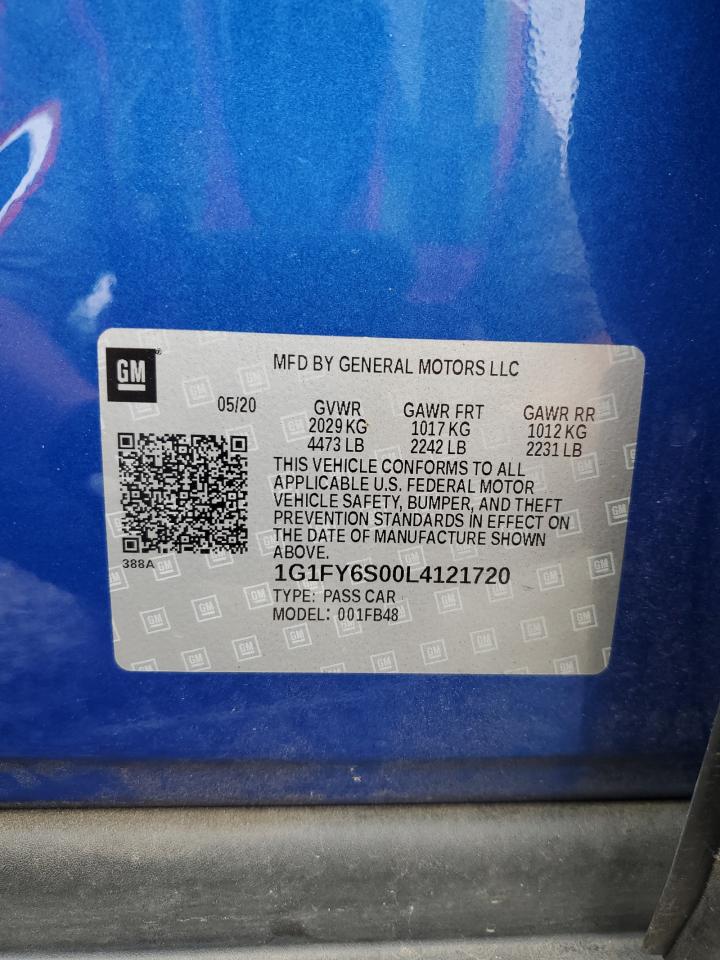 GM
MFD BY GENERAL MOTORS LLC
05/20
GVWR GAWR FRT GAWR RR
2029 KG 1017 KG 1012 KG
4473 LB 2242 LB 2231 LB
THIS VEHICLE CONFORMS TO ALL
APPLICABLE U.S. FEDERAL MOTOR
VEHICLE SAFETY, BUMPER, AND THEFT
PREVENTION STANDARDS IN EFFECT ON
THE DATE OF MANUFACTURE SHOWN
ABOVE.
388A
1G1FY6S00L4121720
TYPE: PASS CAR
MODEL: 001FB48